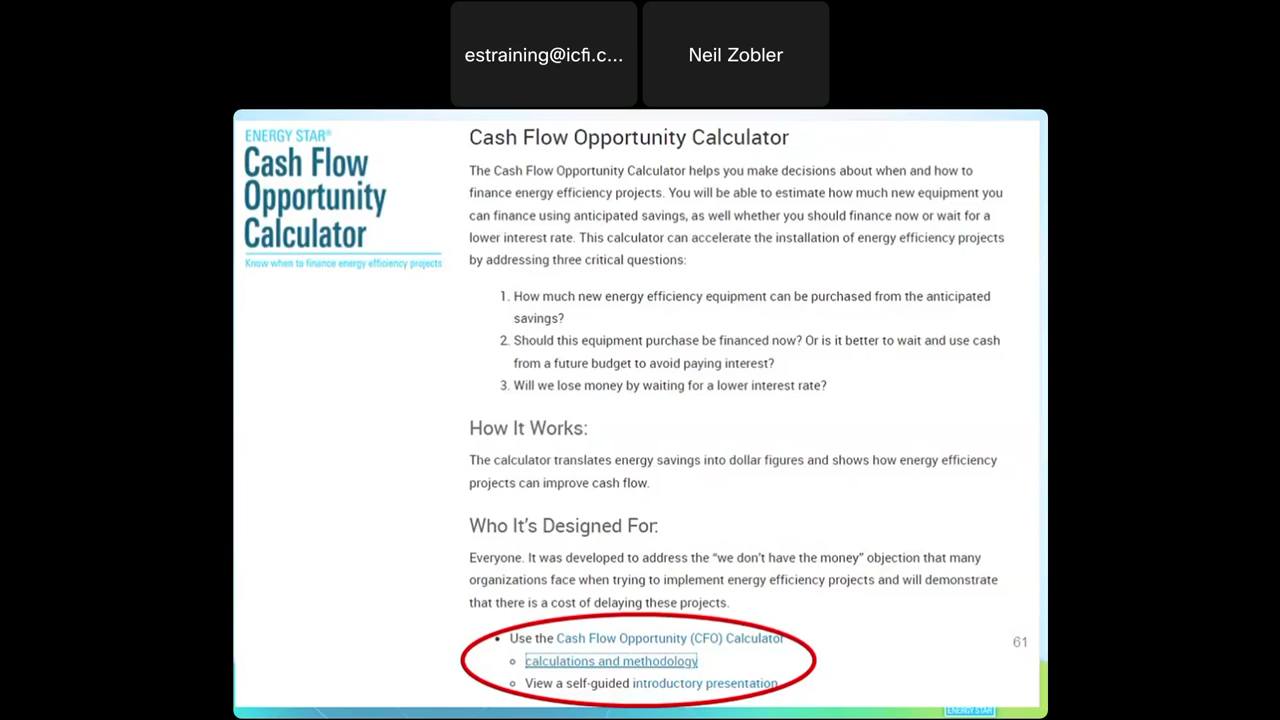 estraining@icfi.c...
Neil Zobler
ENERGY STAR®
Cash Flow
Opportunity
Calculator
Know when to finance energy efficiency projects
Cash Flow Opportunity Calculator
The Cash Flow Opportunity Calculator helps you make decisions about when and how to
finance energy efficiency projects. You will be able to estimate how much new equipment you
can finance using anticipated savings, as well whether you should finance now or wait for a
lower interest rate. This calculator can accelerate the installation of energy efficiency projects
by addressing three critical questions:
1. How much new energy efficiency equipment can be purchased from the anticipated
savings?
2. Should this equipment purchase be financed now? Or is it better to wait and use cash
from a future budget to avoid paying interest?
3. Will we lose money by waiting for a lower interest rate?
How It Works:
The calculator translates energy savings into dollar figures and shows how energy efficiency
projects can improve cash flow.
Who It's Designed For:
Everyone. It was developed to address the “we don't have the money” objection that many
organizations face when trying to implement energy efficiency projects and will demonstrate
that there is a cost of delaying these projects.
• Use the Cash Flow Opportunity (CFO) Calculator
○ calculations and methodology
○ View a self-guided introductory presentation
61
ENERGY STAR